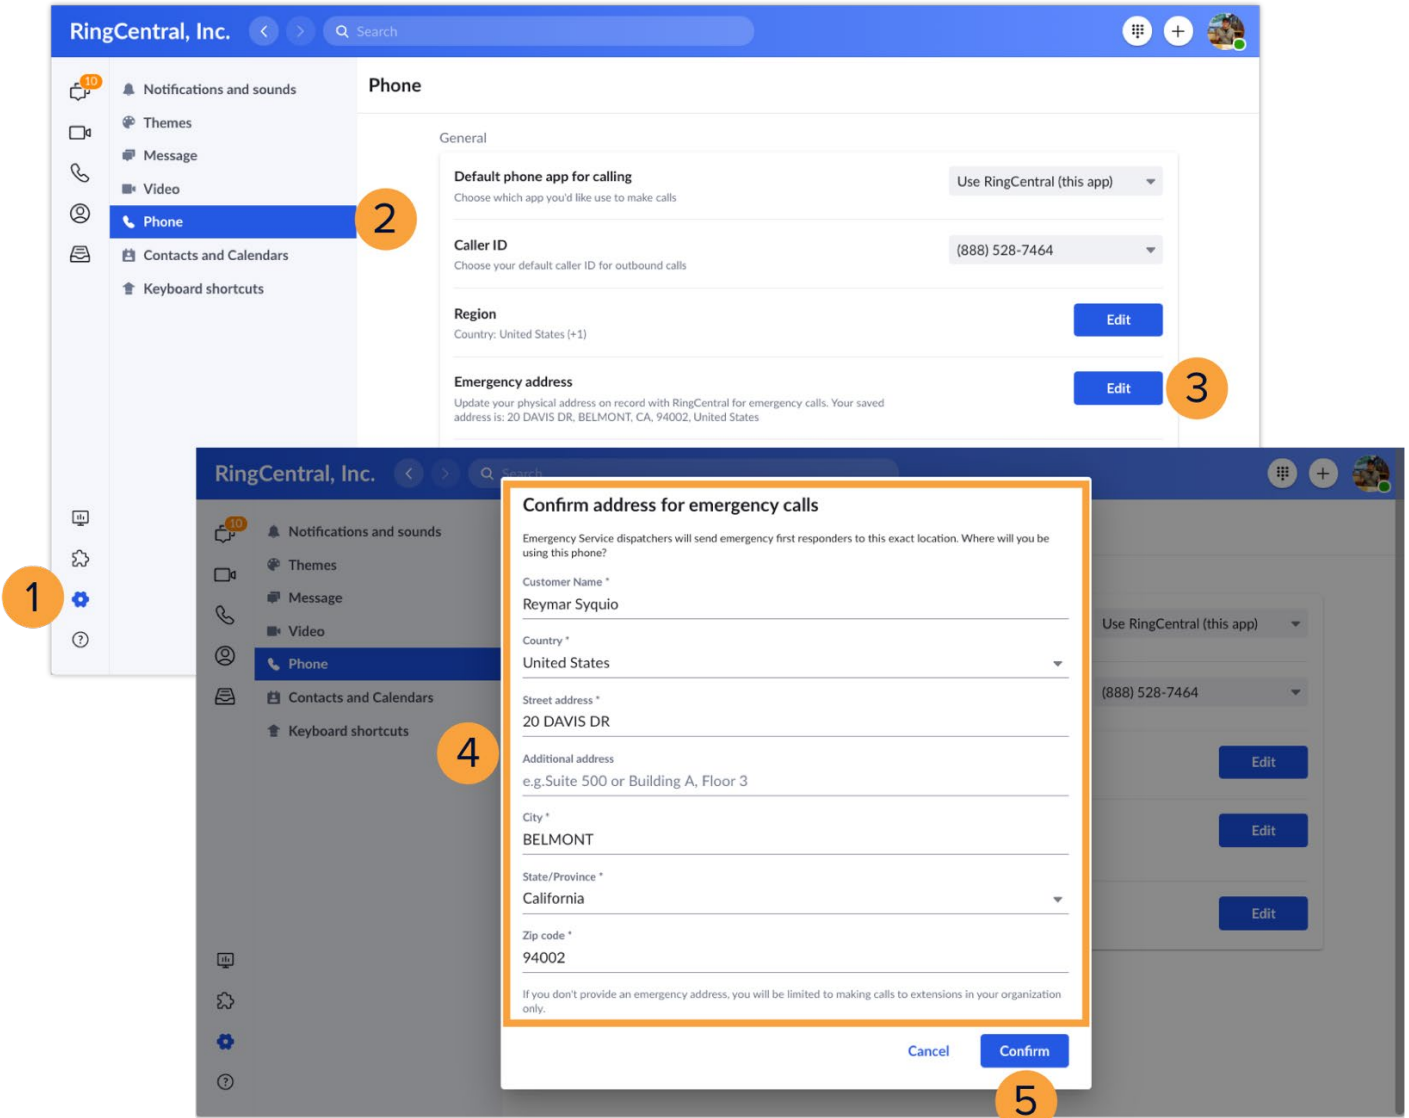 RingCentral, Inc.
Search
10
Notifications and sounds
Themes
Message
Video
Phone
Contacts and Calendars
Keyboard shortcuts
2
1
Phone
General
Default phone app for calling
Choose which app you'd like use to make calls
Use RingCentral (this app)
Caller ID
Choose your default caller ID for outbound calls
(888) 528-7464
Region
Country: United States (+1)
Edit
Emergency address
Update your physical address on record with RingCentral for emergency calls. Your saved
address is: 20 DAVIS DR, BELMONT, CA, 94002, United States
Edit
3
RingCentral, Inc.
Search
10
Notifications and sounds
Themes
Message
Video
Phone
Contacts and Calendars
Keyboard shortcuts
4
Confirm address for emergency calls
Emergency Service dispatchers will send emergency first responders to this exact location. Where will you be
using this phone?
Customer Name *
Reymar Syquio
Country *
United States
Street address *
20 DAVIS DR
Additional address
e.g.Suite 500 or Building A, Floor 3
City *
BELMONT
State/Province *
California
Zip code *
94002
If you don't provide an emergency address, you will be limited to making calls to extensions in your organization
only.
Cancel
Confirm
5
Use RingCentral (this app)
(888) 528-7464
Edit
Edit
Edit